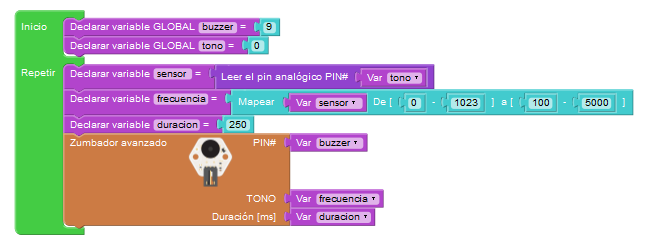 Inicio Declarar variable GLOBAL buzzer = 9
Declarar variable GLOBAL tono = 0
Repetir Declarar variable sensor = Leer el pin analógico PIN# Var tono
Declarar variable frecuencia = Mapear Var sensor De [ 0 - 1023 ] a [ 100 - 5000 ]
Declarar variable duracion = 250
Zumbador avanzado PIN# Var buzzer
TONO Var frecuencia
Duración [ms] Var duracion